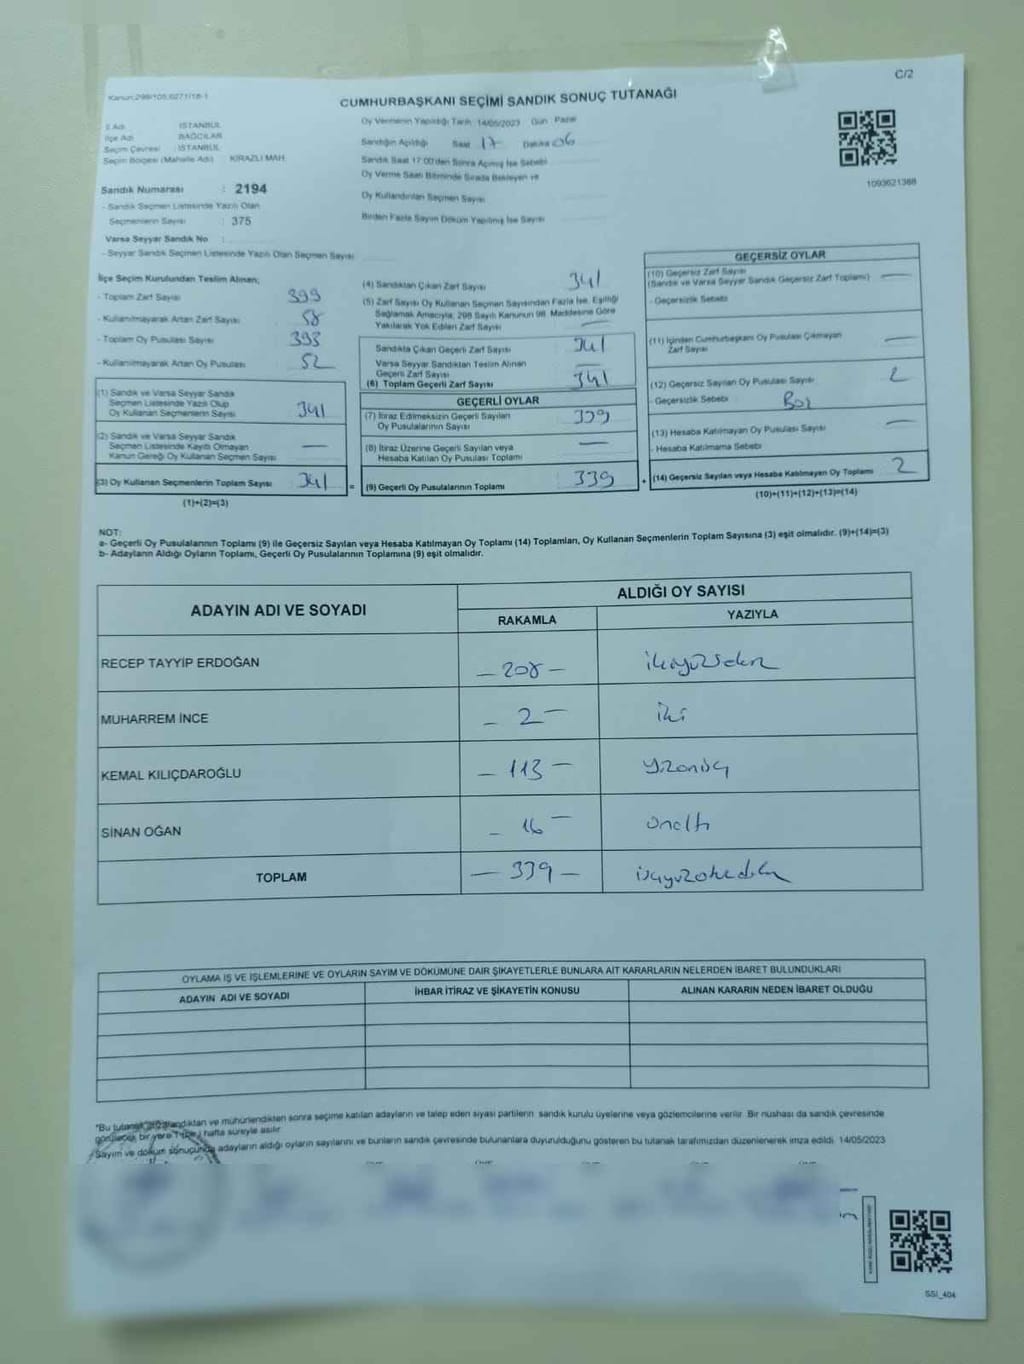 C/2
Kanun:298/105,6271/18-1
CUMHURBAŞKANI SEÇİMİ SANDIK SONUÇ TUTANAĞI
İl Adı : İSTANBUL
İlçe Adı : BAĞCILAR
Seçim Çevresi : İSTANBUL
Seçim Bölgesi (Mahalle Adı) : KİRAZLI MAH.
Sandık Numarası : 2194
- Sandık Seçmen Listesinde Yazılı Olan
Seçmenlerin Sayısı : 375
Varsa Seyyar Sandık No :
- Seyyar Sandık Seçmen Listesinde Yazılı Olan Seçmen Sayısı
Oy Vermenin Yapıldığı Tarih: 14/05/2023 Gün: Pazar
Sandığın Açıldığı Saat 17 Dakika 06
Sandık Saat 17:00'den Sonra Açılmış İse Sebebi
Oy Verme Saati Bitiminde Sırada Bekleyen ve
Oy Kullandırılan Seçmen Sayısı
Birden Fazla Sayım Döküm Yapılmış İse Sayısı
1093621388
İlçe Seçim Kurulundan Teslim Alınan;
- Toplam Zarf Sayısı 399
- Kullanılmayarak Artan Zarf Sayısı 58
- Toplam Oy Pusulası Sayısı 393
- Kullanılmayarak Artan Oy Pusulası 52
(1) Sandık ve Varsa Seyyar Sandık
Seçmen Listesinde Yazılı Olup
Oy Kullanan Seçmenlerin Sayısı 341
(2) Sandık ve Varsa Seyyar Sandık
Seçmen Listesinde Kayıtlı Olmayan
Kanun Gereği Oy Kullanan Seçmen Sayısı —
(3) Oy Kullanan Seçmenlerin Toplam Sayısı 341 =
(1)+(2)=(3)
(4) Sandıktan Çıkan Zarf Sayısı 341
(5) Zarf Sayısı Oy Kullanan Seçmen Sayısından Fazla İse, Eşitliği
Sağlamak Amacıyla, 298 Sayılı Kanunun 98. Maddesine Göre
Yakılarak Yok Edilen Zarf Sayısı —
Sandıkta Çıkan Geçerli Zarf Sayısı 341
Varsa Seyyar Sandıktan Teslim Alınan
Geçerli Zarf Sayısı —
(6) Toplam Geçerli Zarf Sayısı 341
GEÇERLİ OYLAR
(7) İtiraz Edilmeksizin Geçerli Sayılan
Oy Pusulalarının Sayısı 339
(8) İtiraz Üzerine Geçerli Sayılan veya
Hesaba Katılan Oy Pusulası Toplamı —
(9) Geçerli Oy Pusulalarının Toplamı 339 +
GEÇERSİZ OYLAR
(10) Geçersiz Zarf Sayısı
(Sandık ve Varsa Seyyar Sandık Geçersiz Zarf Toplamı) —
- Geçersizlik Sebebi
(11) İçinden Cumhurbaşkanı Oy Pusulası Çıkmayan
Zarf Sayısı —
(12) Geçersiz Sayılan Oy Pusulası Sayısı 2
- Geçersizlik Sebebi
(13) Hesaba Katılmayan Oy Pusulası Sayısı —
- Hesaba Katılmama Sebebi
(14) Geçersiz Sayılan veya Hesaba Katılmayan Oy Toplamı 2
(10)+(11)+(12)+(13)=(14)
NOT:
a- Geçerli Oy Pusulalarının Toplamı (9) ile Geçersiz Sayılan veya Hesaba Katılmayan Oy Toplamı (14) Toplamları, Oy Kullanan Seçmenlerin Toplam Sayısına (3) eşit olmalıdır. (9)+(14)=(3)
b- Adayların Aldığı Oyların Toplamı, Geçerli Oy Pusulalarının Toplamına (9) eşit olmalıdır.
ADAYIN ADI VE SOYADI ALDIĞI OY SAYISI
RAKAMLA YAZIYLA
RECEP TAYYİP ERDOĞAN — 208 — ikiyüzsekiz
MUHARREM İNCE — 2 — iki
KEMAL KILIÇDAROĞLU — 113 — yüzonüç
SİNAN OĞAN — 16 — onaltı
TOPLAM — 339 —
OYLAMA İŞ VE İŞLEMLERİNE VE OYLARIN SAYIM VE DÖKÜMÜNE DAİR ŞİKAYETLERLE BUNLARA AİT KARARLARIN NELERDEN İBARET BULUNDUKLARI
ADAYIN ADI VE SOYADI İHBAR İTİRAZ VE ŞİKAYETİN KONUSU ALINAN KARARIN NEDEN İBARET OLDUĞU
"Bu tutanak imzalandıktan ve mühürlendikten sonra seçime katılan adayların ve talep eden siyasi partilerin sandık kurulu üyelerine veya gözlemcilerine verilir. Bir nüshası da sandık çevresinde
görülecek bir yere 1 (bir) hafta süreyle asılır.
Sayım ve döküm sonucunda adayların aldığı oyların sayılarını ve bunların sandık çevresinde bulunanlara duyurulduğunu gösteren bu tutanak tarafımızdan düzenlenerek imza edildi. 14/05/2023
SSI_404